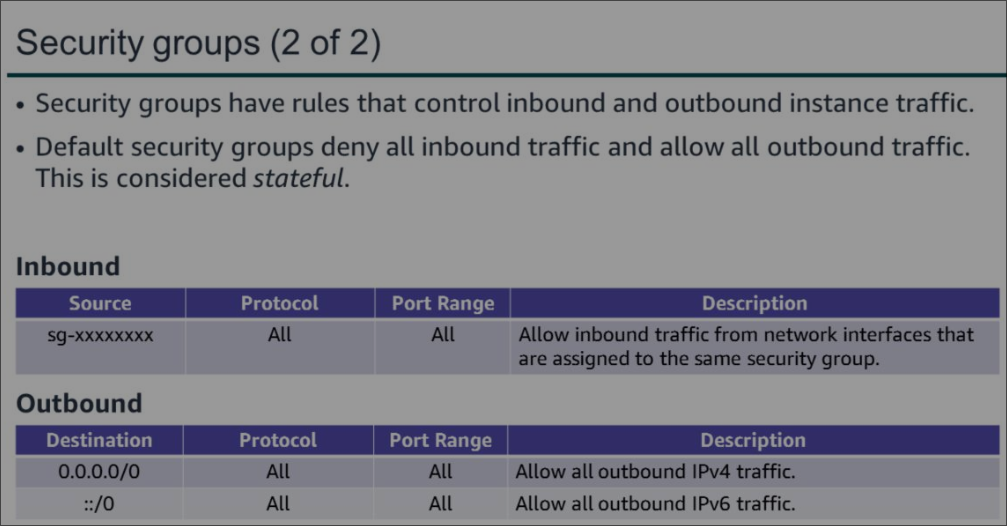 Security groups (2 of 2)
• Security groups have rules that control inbound and outbound instance traffic.
• Default security groups deny all inbound traffic and allow all outbound traffic.
This is considered stateful.
Inbound
Source Protocol Port Range Description
sg-xxxxxxxx All All Allow inbound traffic from network interfaces that
are assigned to the same security group.
Outbound
Destination Protocol Port Range Description
0.0.0.0/0 All All Allow all outbound IPv4 traffic.
::/0 All All Allow all outbound IPv6 traffic.